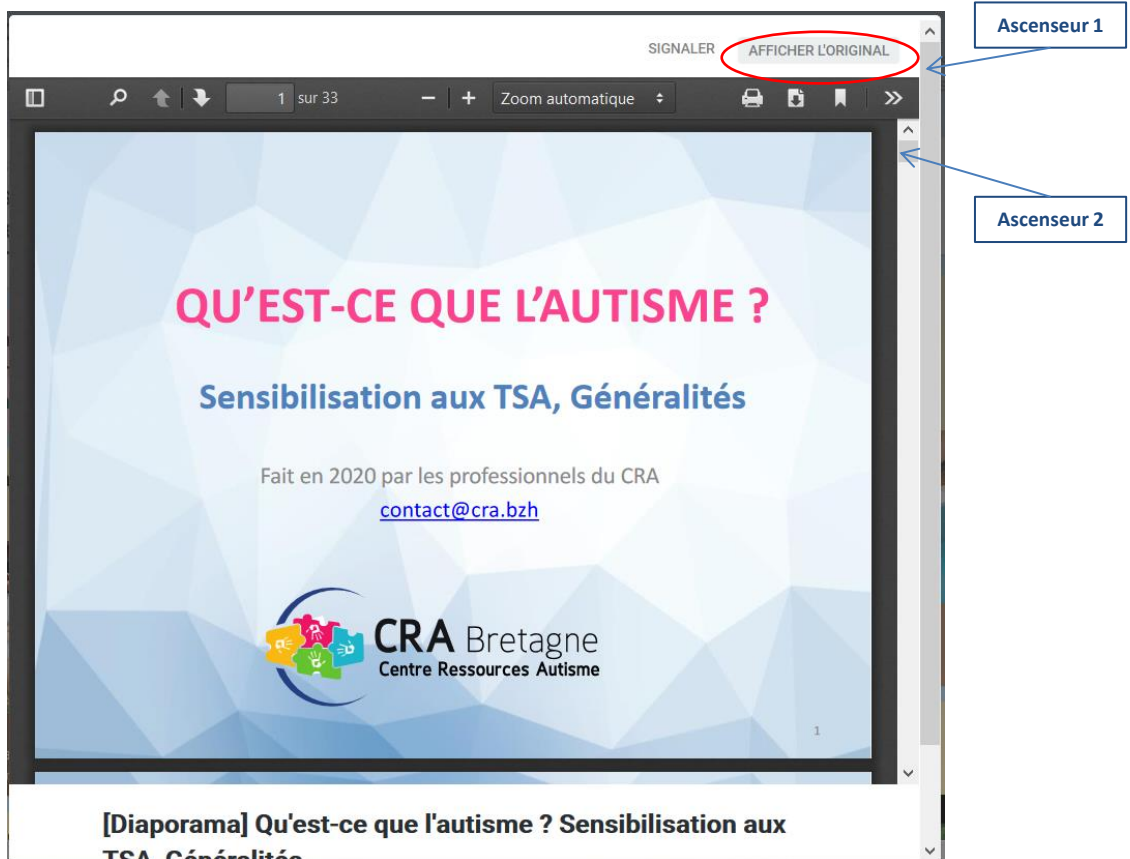 Ascenseur 1
SIGNALER AFFICHER L'ORIGINAL
1 sur 33 Zoom automatique
Ascenseur 2
QU'EST-CE QUE L'AUTISME ?
Sensibilisation aux TSA, Généralités
Fait en 2020 par les professionnels du CRA
contact@cra.bzh
CRA Bretagne
Centre Ressources Autisme
1
[Diaporama] Qu'est-ce que l'autisme ? Sensibilisation aux
TSA, Généralités